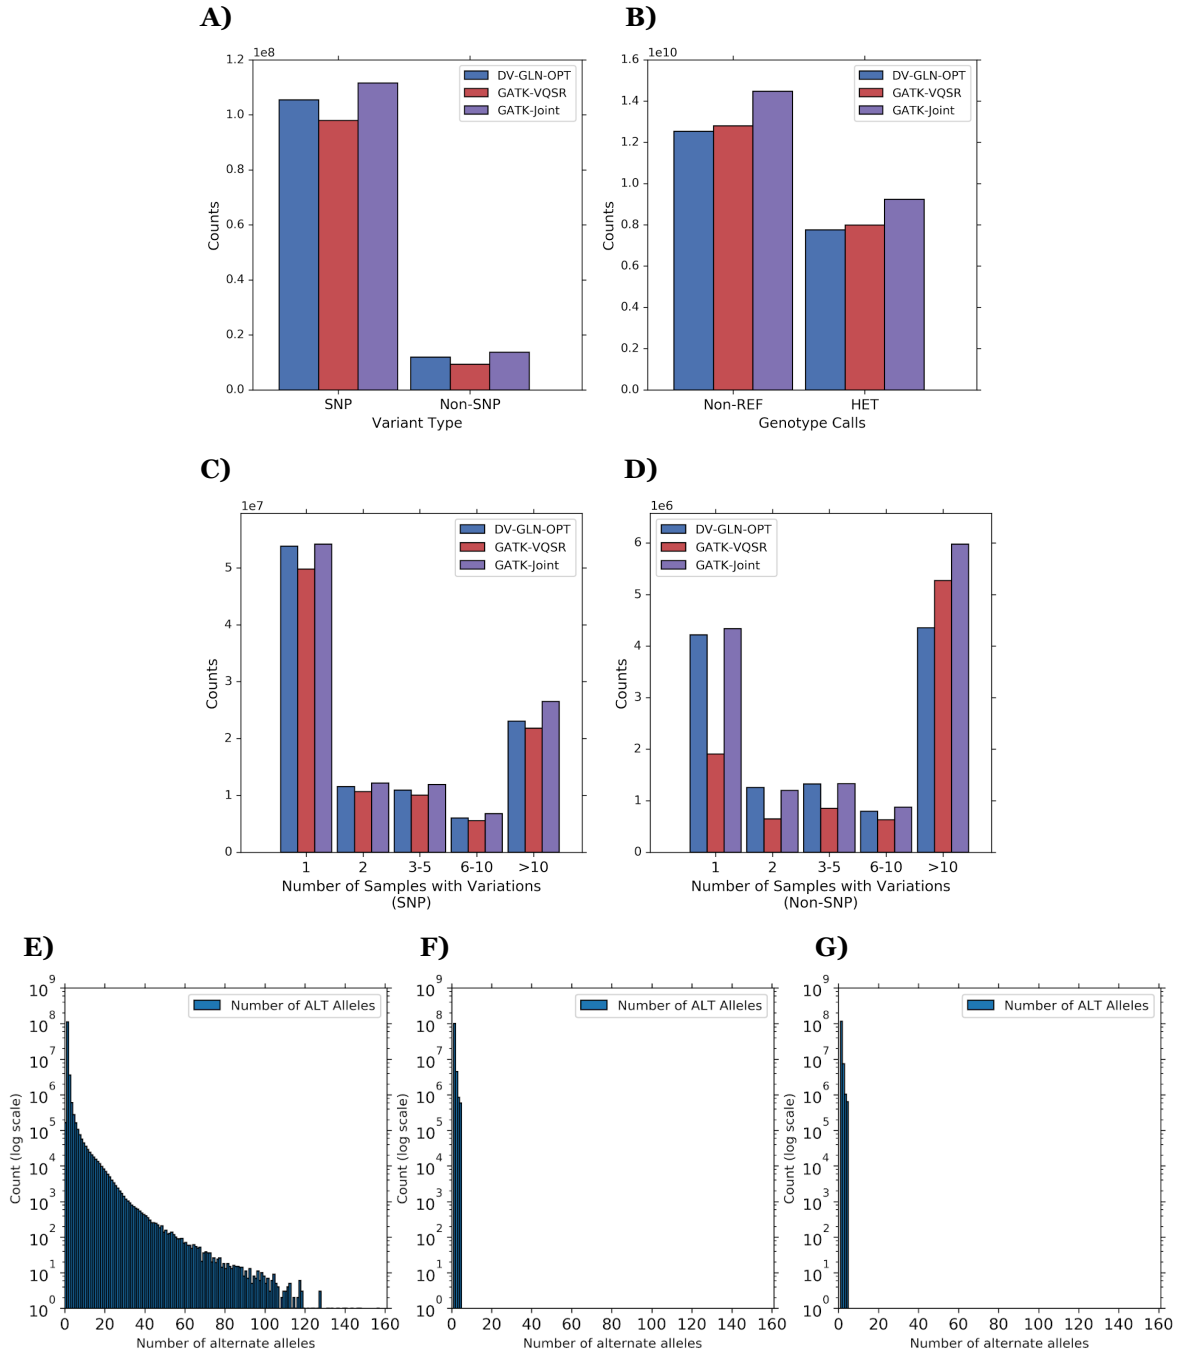 A)
1e8
1.2
1.0
0.8
0.6
0.4
0.2
0.0
Counts
DV-GLN-OPT
GATK-VQSR
GATK-Joint
SNP Non-SNP
Variant Type
B)
1e10
1.6
1.4
1.2
1.0
0.8
0.6
0.4
0.2
0.0
Counts
DV-GLN-OPT
GATK-VQSR
GATK-Joint
Non-REF HET
Genotype Calls
C)
1e7
5
4
3
2
1
0
Counts
DV-GLN-OPT
GATK-VQSR
GATK-Joint
1 2 3-5 6-10 >10
Number of Samples with Variations
(SNP)
D)
1e6
6
5
4
3
2
1
0
Counts
DV-GLN-OPT
GATK-VQSR
GATK-Joint
1 2 3-5 6-10 >10
Number of Samples with Variations
(Non-SNP)
E)
10^9
10^8
10^7
10^6
10^5
10^4
10^3
10^2
10^1
10^0
Count (log scale)
Number of ALT Alleles
0 20 40 60 80 100 120 140 160
Number of alternate alleles
F)
10^9
10^8
10^7
10^6
10^5
10^4
10^3
10^2
10^1
10^0
Count (log scale)
Number of ALT Alleles
0 20 40 60 80 100 120 140 160
Number of alternate alleles
G)
10^9
10^8
10^7
10^6
10^5
10^4
10^3
10^2
10^1
10^0
Count (log scale)
Number of ALT Alleles
0 20 40 60 80 100 120 140 160
Number of alternate alleles